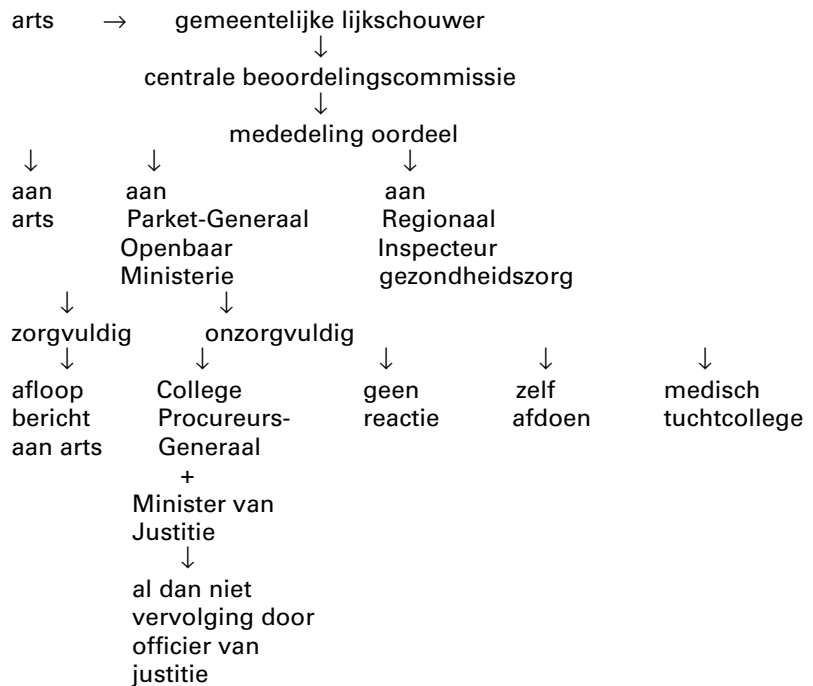 arts → gemeentelijke lijkschouwer
↓
centrale beoordelingscommissie
↓
mededeling oordeel
↓ ↓ ↓
aan aan aan
arts Parket-Generaal Regionaal
Openbaar Inspecteur
Ministerie gezondheidszorg
↓ ↓
zorgvuldig onzorgvuldig
↓ ↓ ↓ ↓ ↓
afloop College geen zelf medisch
bericht Procureurs- reactie afdoen tuchtcollege
aan arts Generaal
+
Minister van
Justitie
↓
al dan niet
vervolging door
officier van
justitie